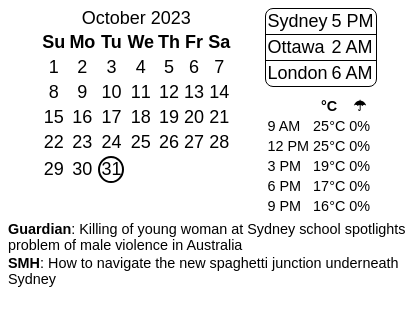 October 2023
Su Mo Tu We Th Fr Sa
1 2 3 4 5 6 7
8 9 10 11 12 13 14
15 16 17 18 19 20 21
22 23 24 25 26 27 28
29 30 31
Sydney 5 PM
Ottawa 2 AM
London 6 AM
°C ☂
9 AM 25°C 0%
12 PM 25°C 0%
3 PM 19°C 0%
6 PM 17°C 0%
9 PM 16°C 0%
Guardian: Killing of young woman at Sydney school spotlights
problem of male violence in Australia
SMH: How to navigate the new spaghetti junction underneath
Sydney